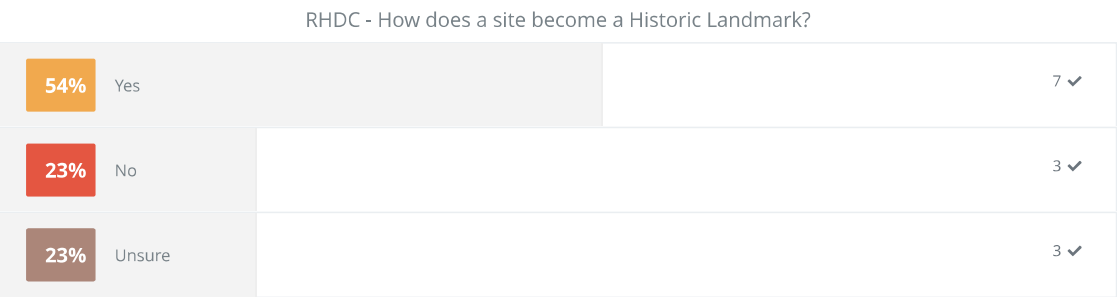 RHDC - How does a site become a Historic Landmark?
54% Yes 7 ✔
23% No 3 ✔
23% Unsure 3 ✔